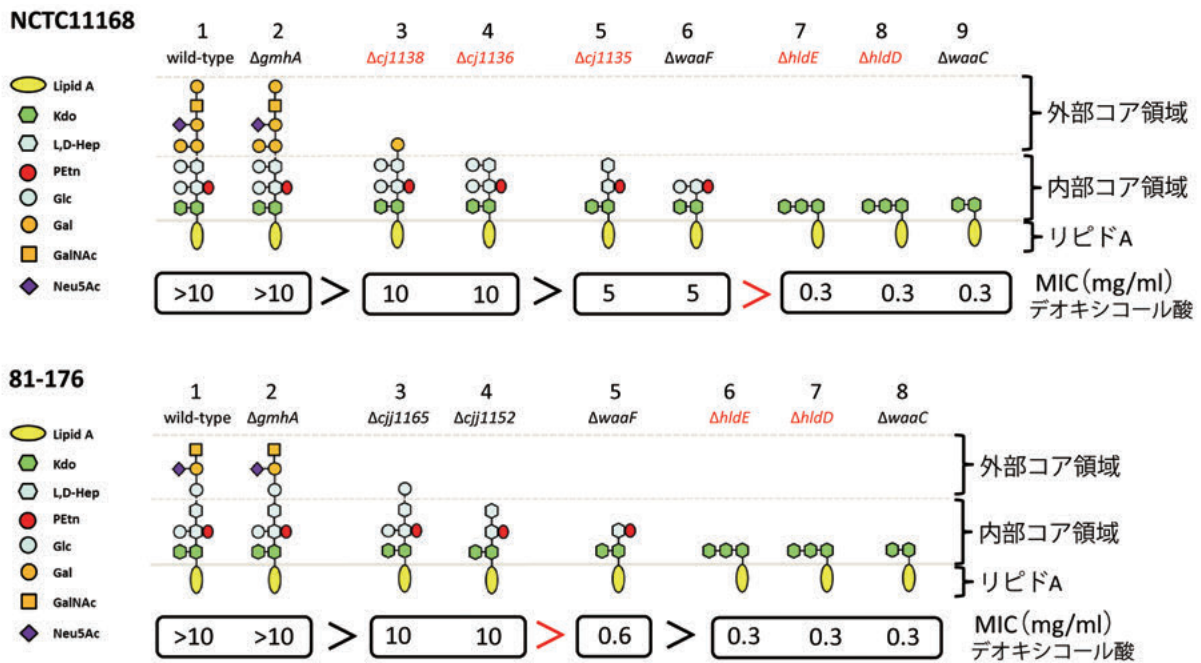 NCTC11168
1 2 3 4 5 6 7 8 9
wild-type ΔgmhA Δcj1138 Δcj1136 Δcj1135 ΔwaaF ΔhldE ΔhldD ΔwaaC
Lipid A
Kdo
L,D-Hep
PEtn
Glc
Gal
GalNAc
Neu5Ac
外部コア領域
内部コア領域
リピドA
>10 >10 > 10 10 > 5 5 > 0.3 0.3 0.3
MIC(mg/ml)
デオキシコール酸
81-176
1 2 3 4 5 6 7 8
wild-type ΔgmhA Δcjj1165 Δcjj1152 ΔwaaF ΔhldE ΔhldD ΔwaaC
Lipid A
Kdo
L,D-Hep
PEtn
Glc
Gal
GalNAc
Neu5Ac
外部コア領域
内部コア領域
リピドA
>10 >10 > 10 10 > 0.6 > 0.3 0.3 0.3
MIC(mg/ml)
デオキシコール酸